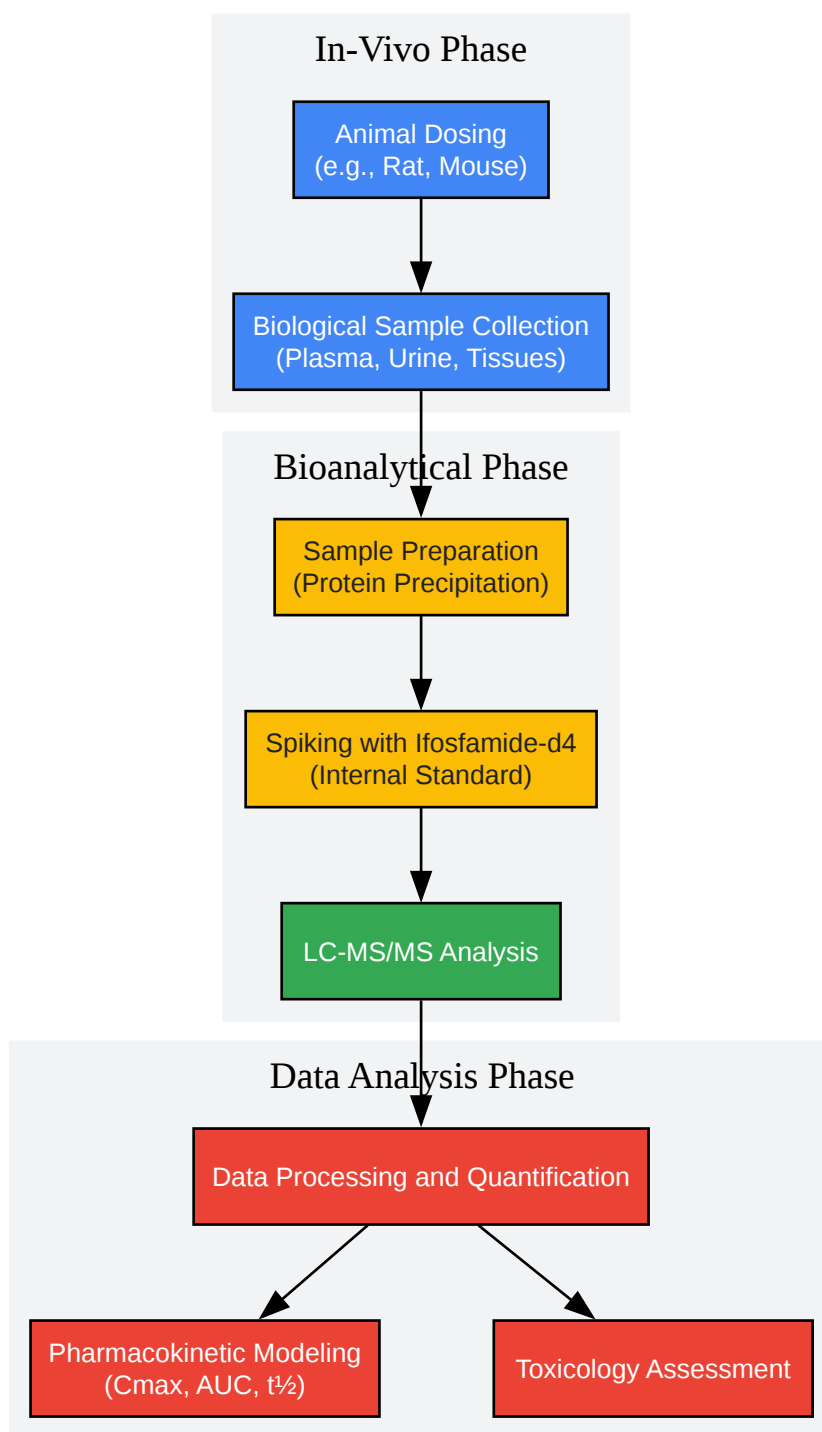 In-Vivo Phase
Animal Dosing
(e.g., Rat, Mouse)
Biological Sample Collection
(Plasma, Urine, Tissues)
Bioanalytical Phase
Sample Preparation
(Protein Precipitation)
Spiking with Ifosfamide-d4
(Internal Standard)
LC-MS/MS Analysis
Data Analysis Phase
Data Processing and Quantification
Pharmacokinetic Modeling
(Cmax, AUC, t½)
Toxicology Assessment